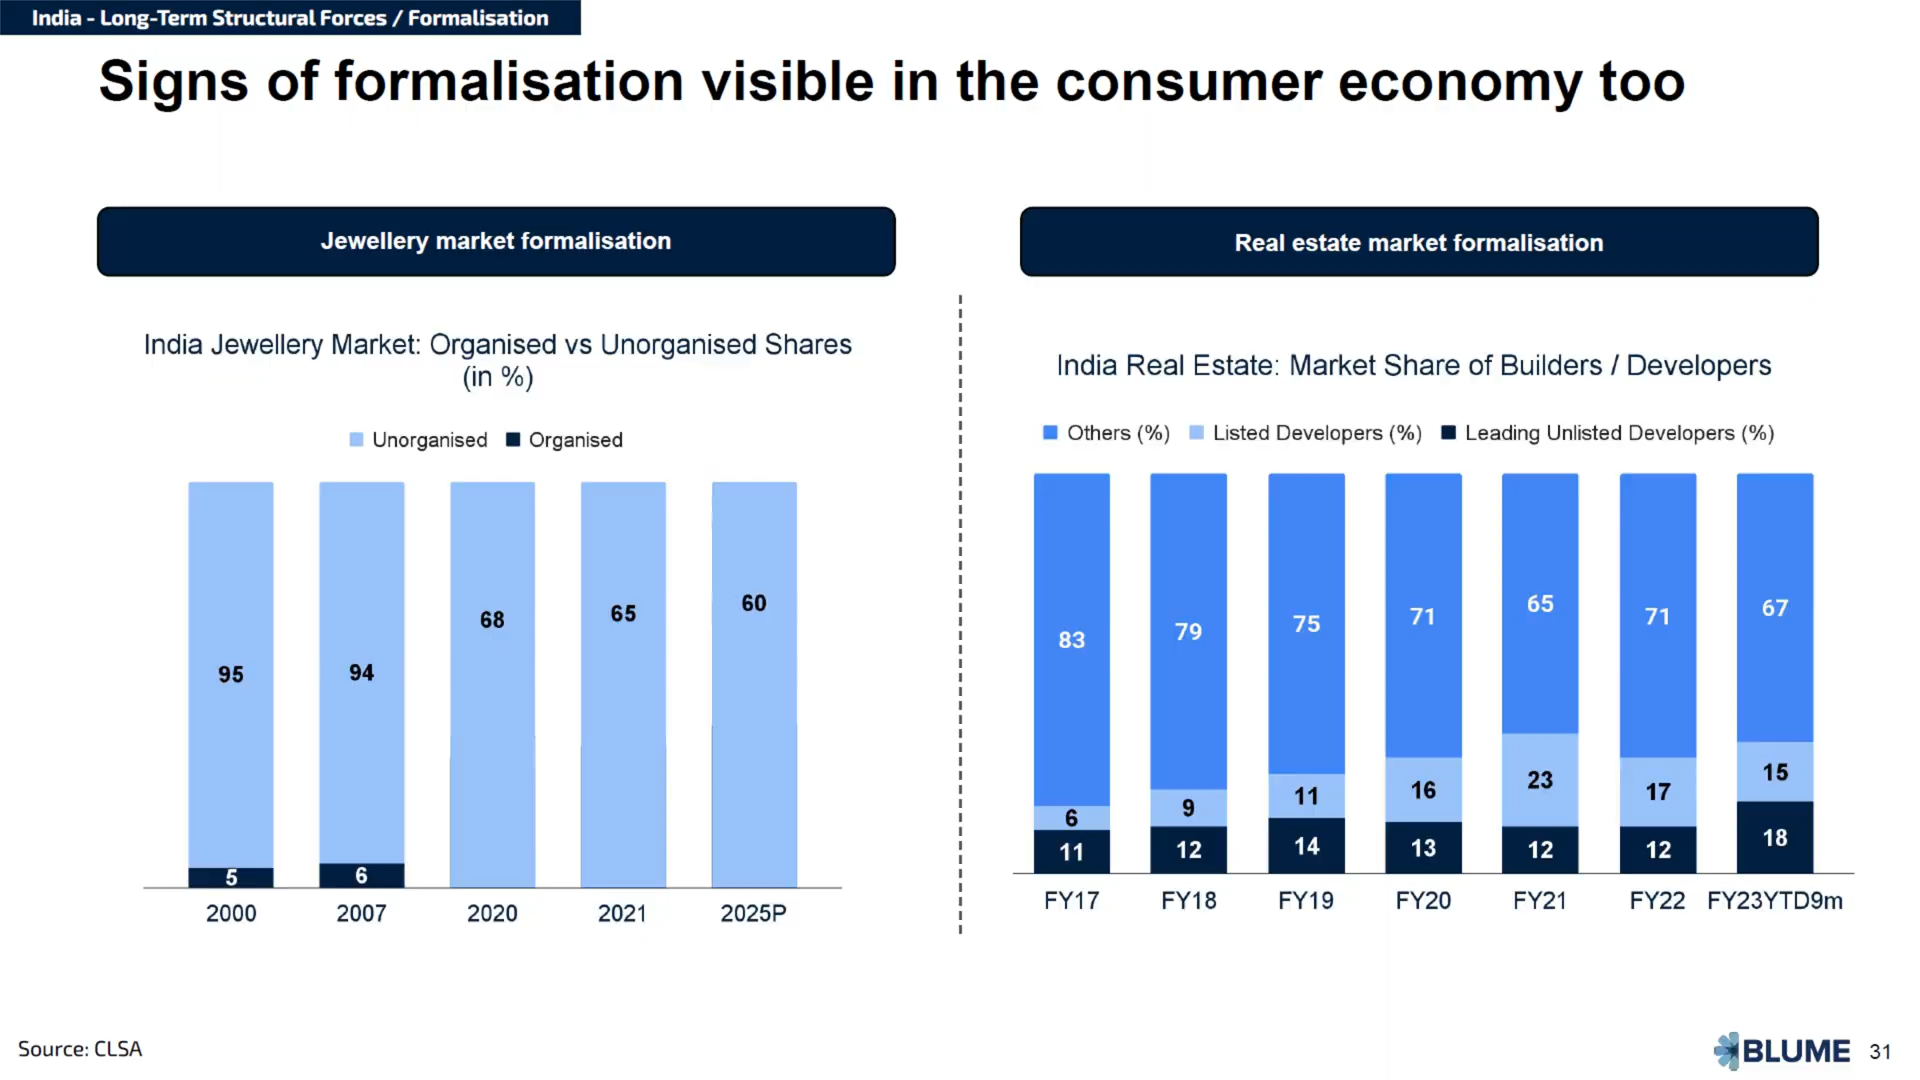 India - Long-Term Structural Forces / Formalisation
Signs of formalisation visible in the consumer economy too
Jewellery market formalisation
India Jewellery Market: Organised vs Unorganised Shares
(in %)
Unorganised Organised
95 94 68 65 60
5 6
2000 2007 2020 2021 2025P
Real estate market formalisation
India Real Estate: Market Share of Builders / Developers
Others (%) Listed Developers (%) Leading Unlisted Developers (%)
83 79 75 71 65 71 67
6 9 11 16 23 17 15
11 12 14 13 12 12 18
FY17 FY18 FY19 FY20 FY21 FY22 FY23YTD9m
Source: CLSA
BLUME 31